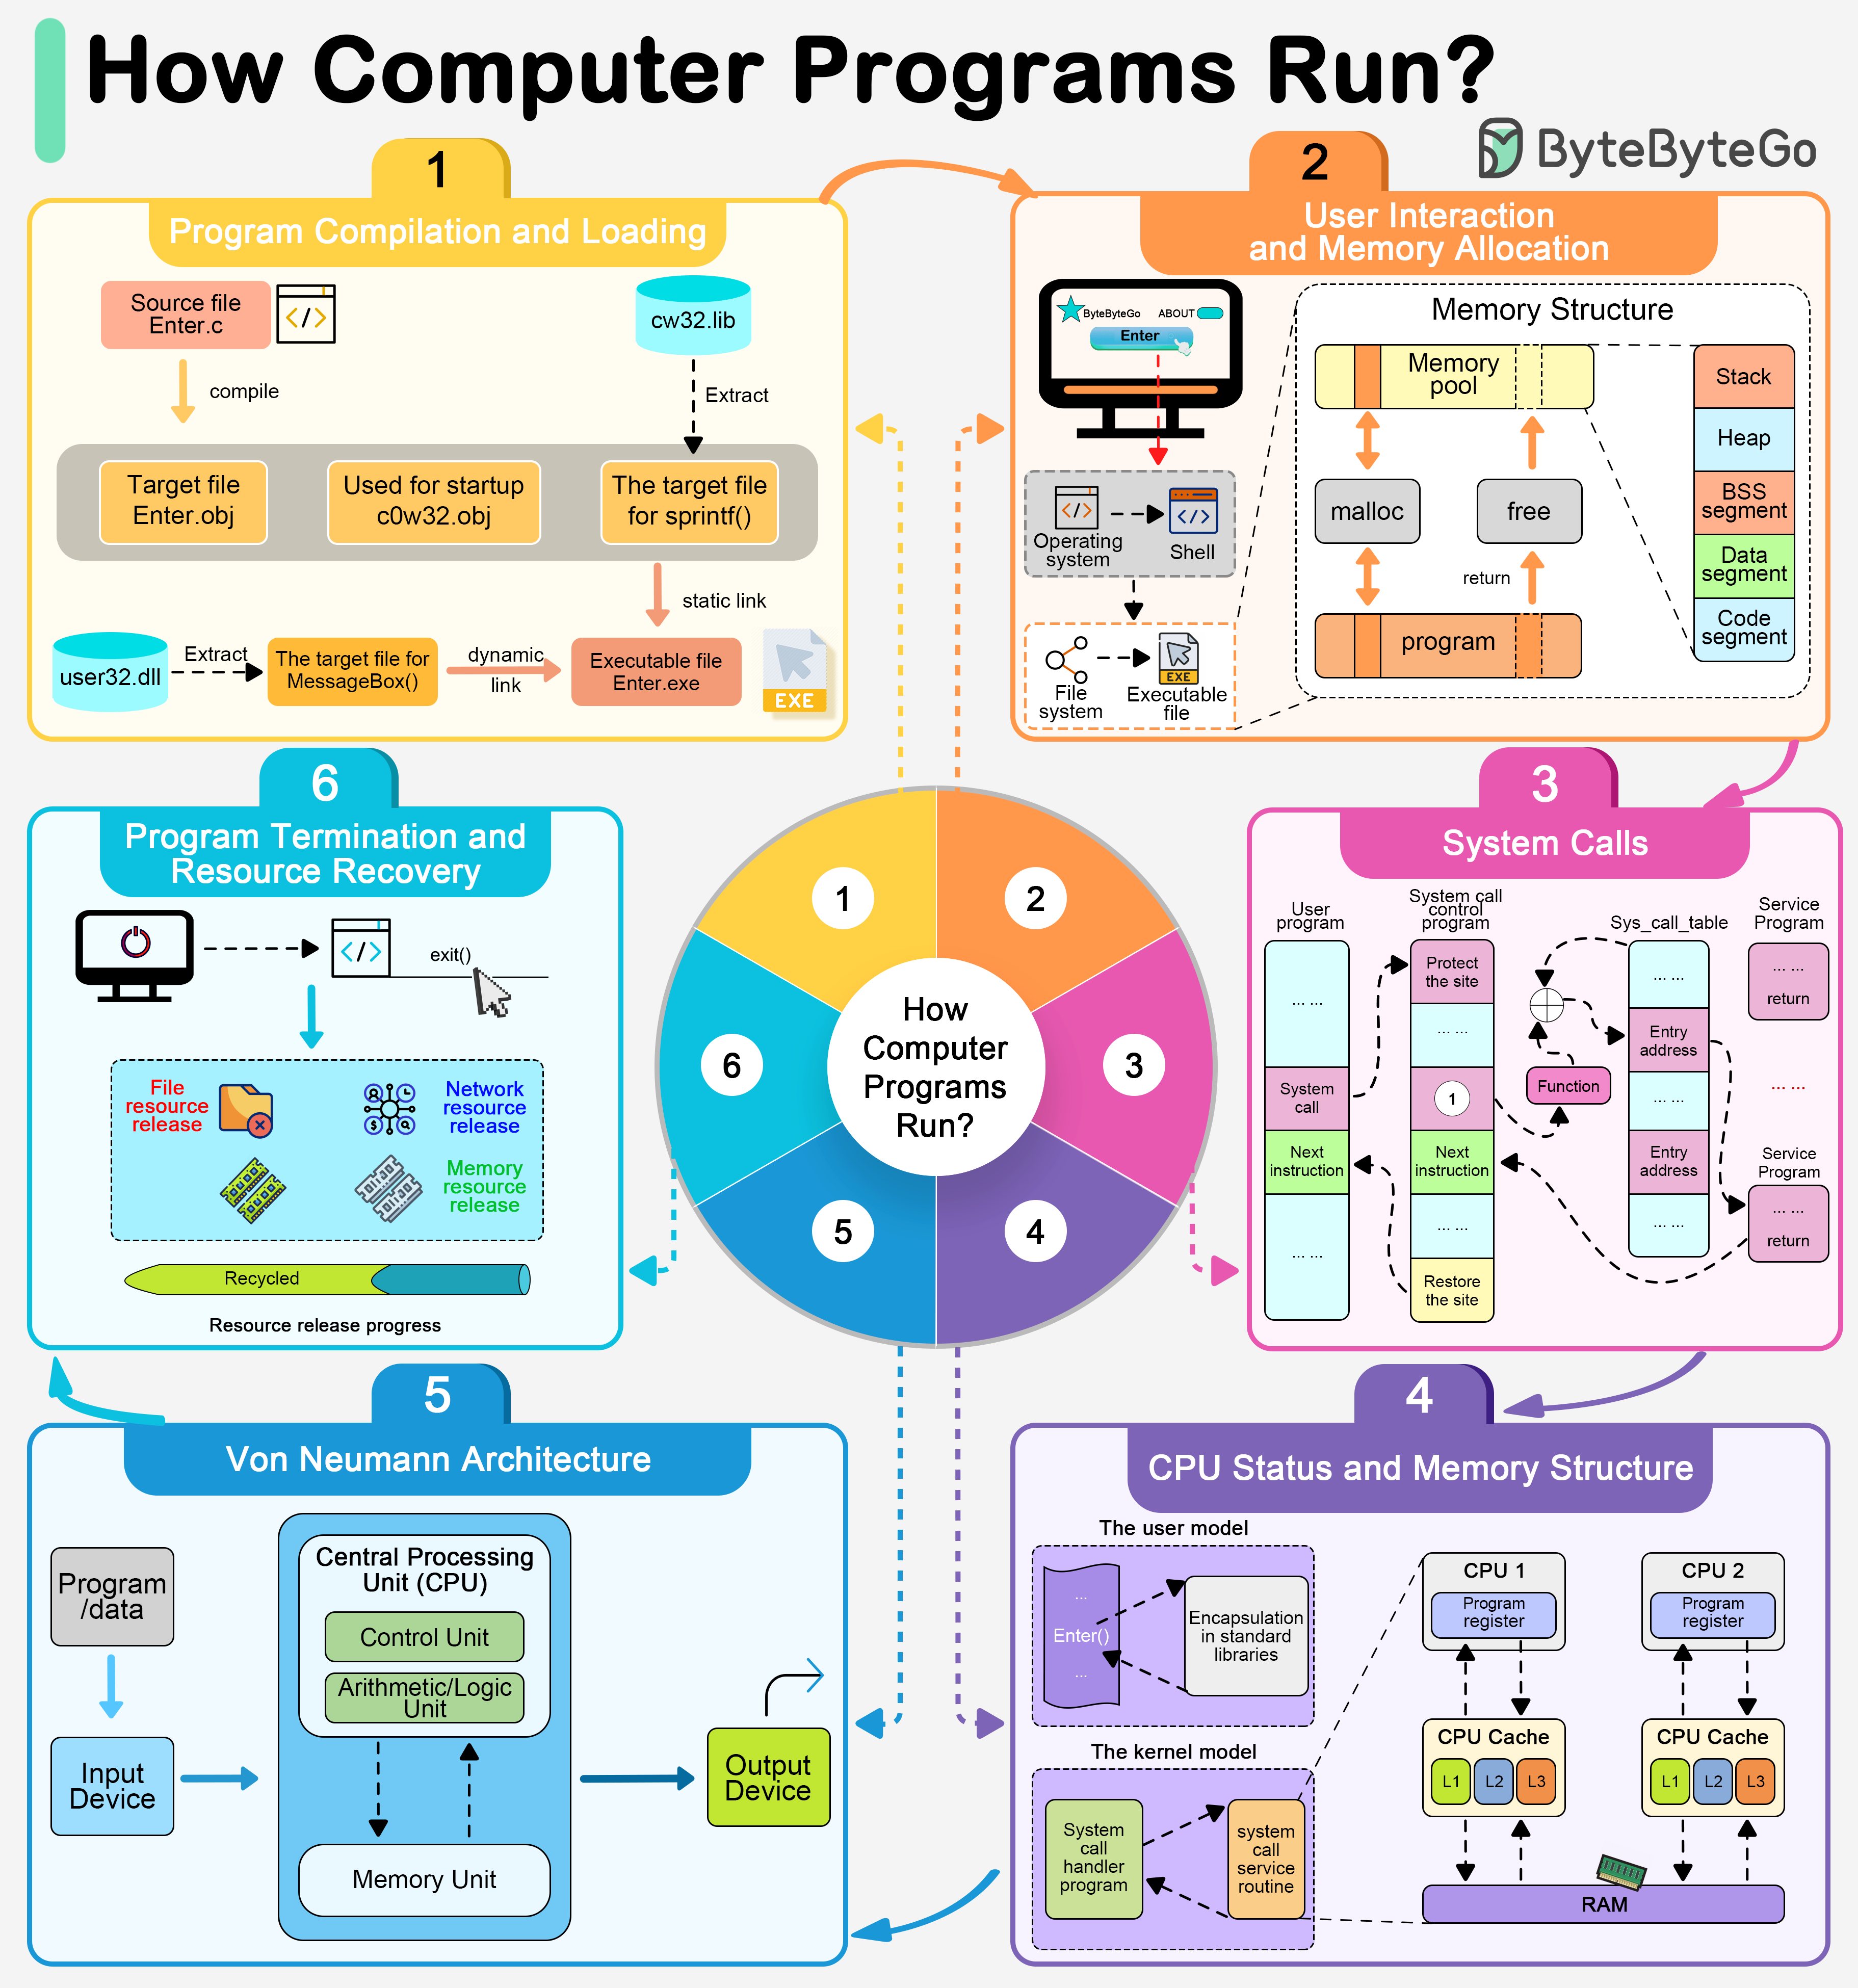 How Computer Programs Run?
ByteByteGo
1
Program Compilation and Loading
Source file
Enter.c
cw32.lib
compile
Extract
Target file
Enter.obj
Used for startup
c0w32.obj
The target file
for sprintf()
static link
user32.dll
Extract
The target file for
MessageBox()
dynamic
link
Executable file
Enter.exe
EXE
2
User Interaction
and Memory Allocation
ByteByteGo
ABOUT
Enter
Operating
system
Shell
File
system
EXE
Executable
file
Memory Structure
Memory
pool
malloc
free
return
program
Stack
Heap
BSS
segment
Data
segment
Code
segment
6
Program Termination and
Resource Recovery
exit()
File
resource
release
Network
resource
release
Memory
resource
release
Recycled
Resource release progress
1
2
3
4
5
6
How
Computer
Programs
Run?
3
System Calls
User
program
... ...
System
call
Next
instruction
... ...
System call
control
program
Protect
the site
... ...
1
Next
instruction
... ...
Restore
the site
Function
Sys_call_table
... ...
Entry
address
... ...
Entry
address
... ...
Service
Program
... ...
return
... ...
Service
Program
... ...
return
5
Von Neumann Architecture
Program
/data
Input
Device
Central Processing
Unit (CPU)
Control Unit
Arithmetic/Logic
Unit
Memory Unit
Output
Device
4
CPU Status and Memory Structure
The user model
...
Enter()
...
Encapsulation
in standard
libraries
The kernel model
System
call
handler
program
system
call
service
routine
CPU 1
Program
register
CPU Cache
L1
L2
L3
CPU 2
Program
register
CPU Cache
L1
L2
L3
RAM